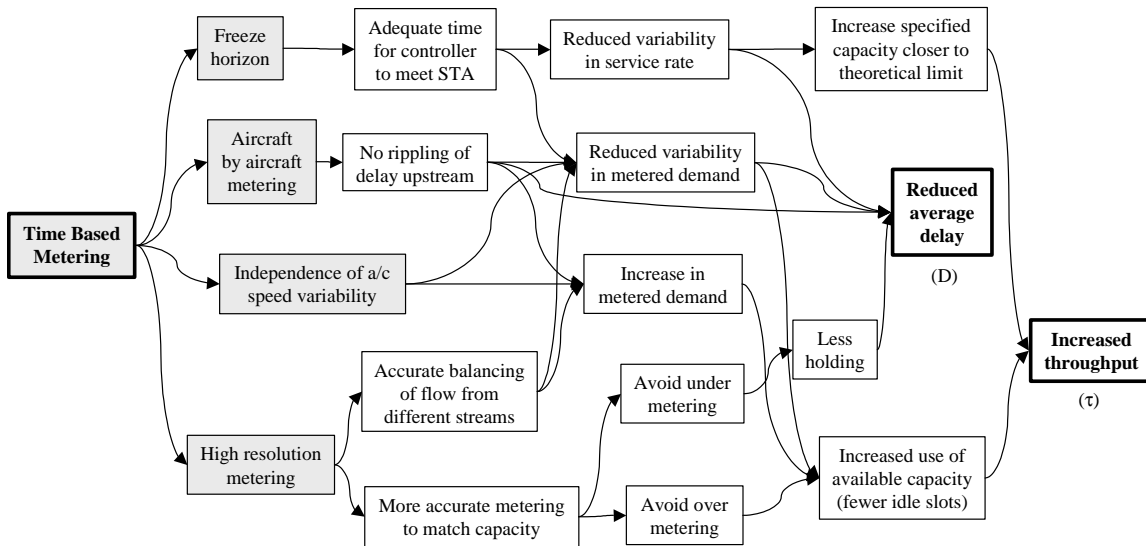 Freeze
horizon
Adequate time
for controller
to meet STA
Reduced variability
in service rate
Increase specified
capacity closer to
theoretical limit
Aircraft
by aircraft
metering
No rippling of
delay upstream
Reduced variability
in metered demand
Reduced
average
delay
(D)
Time Based
Metering
Independence of a/c
speed variability
Increase in
metered demand
Less
holding
Increased
throughput
(τ)
Accurate balancing
of flow from
different streams
Avoid under
metering
High resolution
metering
More accurate metering
to match capacity
Avoid over
metering
Increased use of
available capacity
(fewer idle slots)